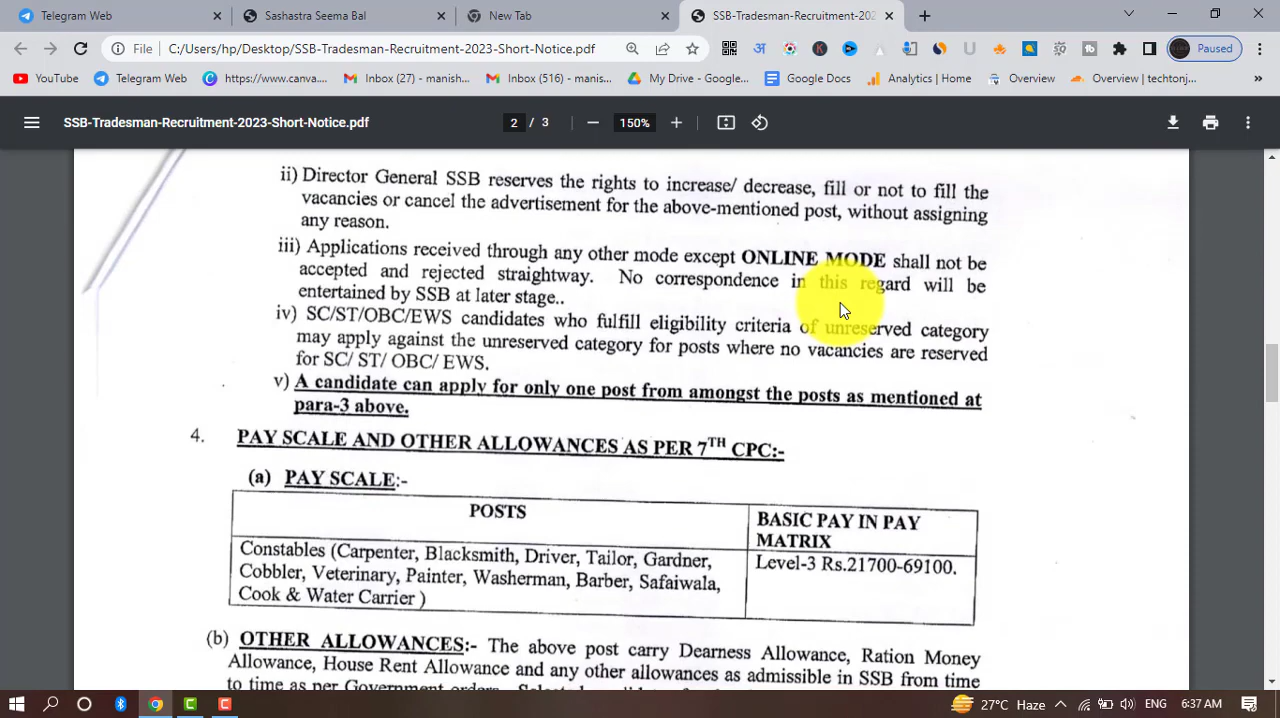 Telegram Web
Sashastra Seema Bal
New Tab
SSB-Tradesman-Recruitment-202
File
C:/Users/hp/Desktop/SSB-Tradesman-Recruitment-2023-Short-Notice.pdf
अ
K
U
Paused
YouTube
Telegram Web
https://www.canva....
Inbox (27) - manish...
Inbox (516) - manis...
My Drive - Google...
Google Docs
Analytics | Home
Overview
Overview | techtonj...
»
SSB-Tradesman-Recruitment-2023-Short-Notice.pdf
2 / 3
150%
ii) Director General SSB reserves the rights to increase/ decrease, fill or not to fill the
vacancies or cancel the advertisement for the above-mentioned post, without assigning
any reason.
iii) Applications received through any other mode except ONLINE MODE shall not be
accepted and rejected straightway. No correspondence in this regard will be
entertained by SSB at later stage..
iv) SC/ST/OBC/EWS candidates who fulfill eligibility criteria of unreserved category
may apply against the unreserved category for posts where no vacancies are reserved
for SC/ ST/ OBC/ EWS.
v) A candidate can apply for only one post from amongst the posts as mentioned at
para-3 above.
4. PAY SCALE AND OTHER ALLOWANCES AS PER 7TH CPC:-
(a) PAY SCALE:-
POSTS
BASIC PAY IN PAY
MATRIX
Constables (Carpenter, Blacksmith, Driver, Tailor, Gardner,
Cobbler, Veterinary, Painter, Washerman, Barber, Safaiwala,
Cook & Water Carrier )
Level-3 Rs.21700-69100.
(b) OTHER ALLOWANCES:- The above post carry Dearness Allowance, Ration Money
Allowance, House Rent Allowance and any other allowances as admissible in SSB from time
to time as per Government orders.
27°C Haze
ENG
6:37 AM